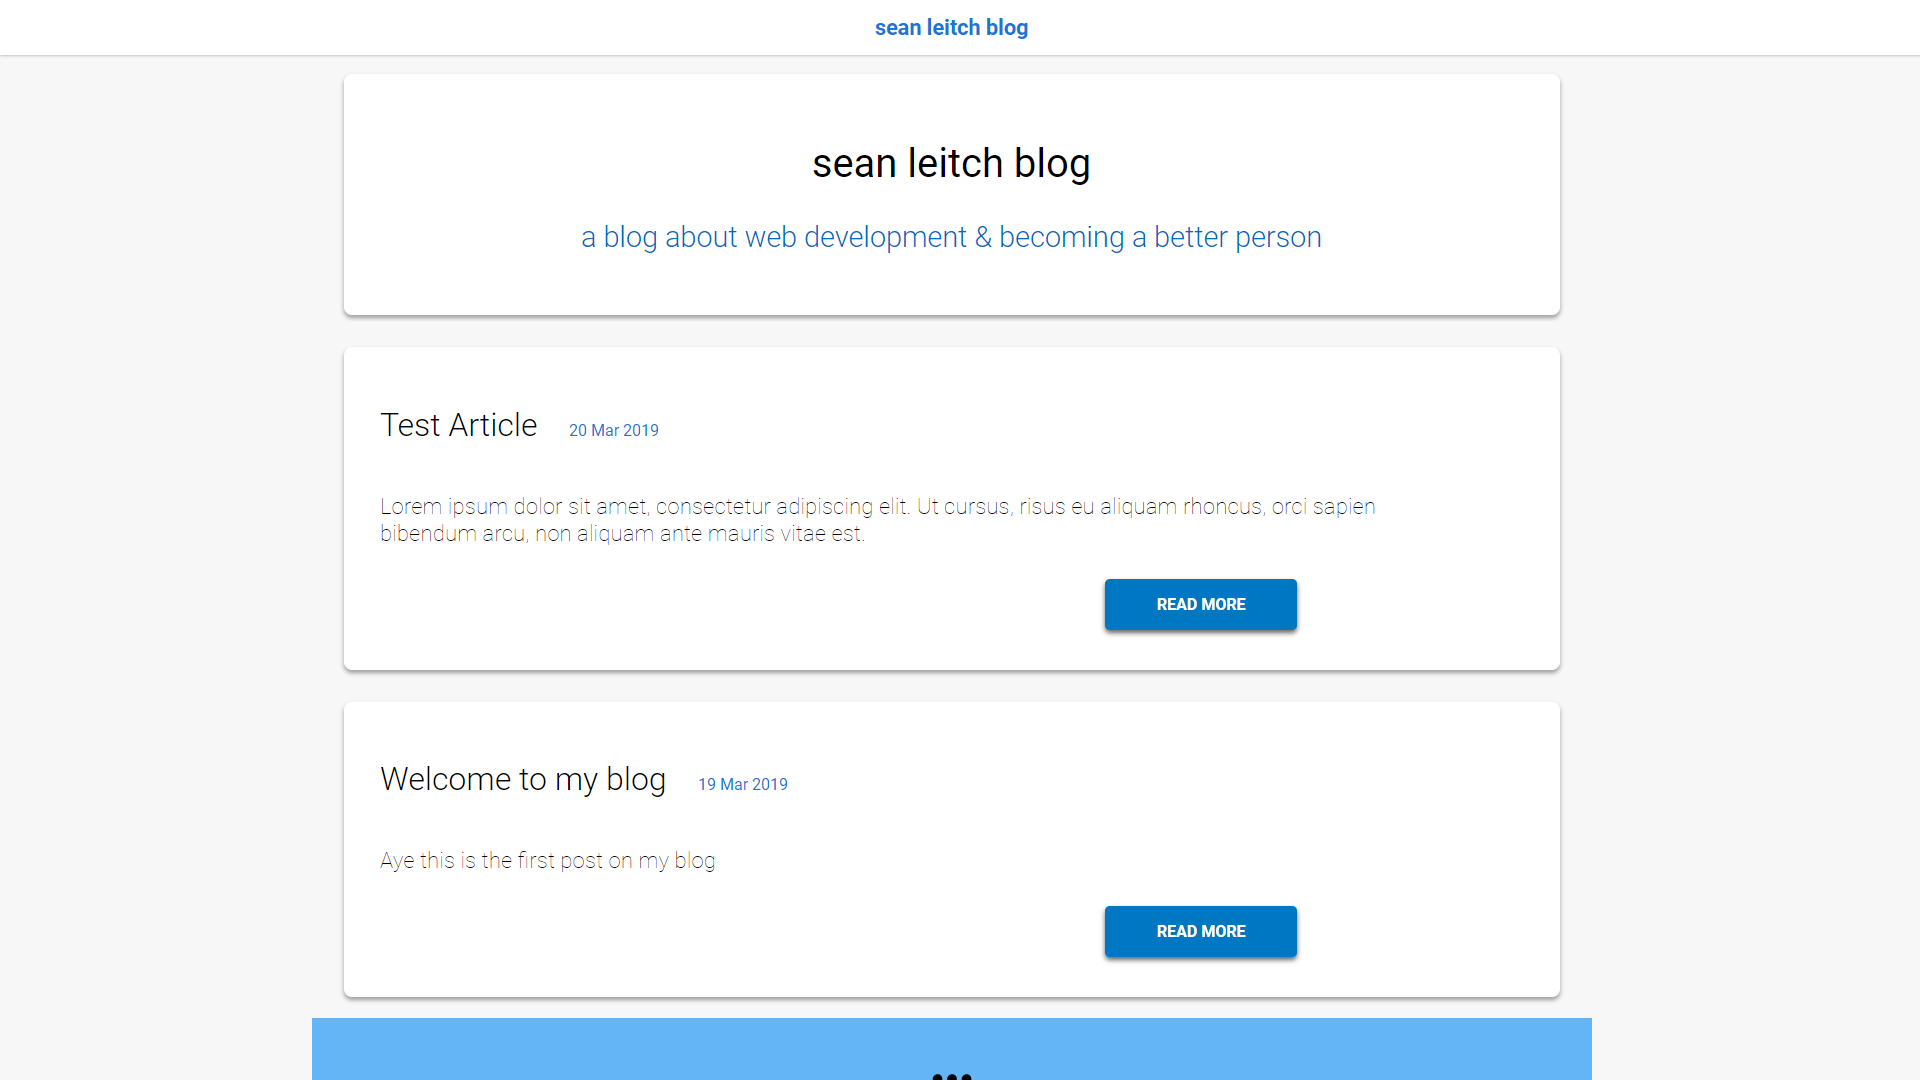 sean leitch blog
sean leitch blog
a blog about web development & becoming a better person
Test Article
20 Mar 2019
Lorem ipsum dolor sit amet, consectetur adipiscing elit. Ut cursus, risus eu aliquam rhoncus, orci sapien
bibendum arcu, non aliquam ante mauris vitae est.
READ MORE
Welcome to my blog
19 Mar 2019
Aye this is the first post on my blog
READ MORE